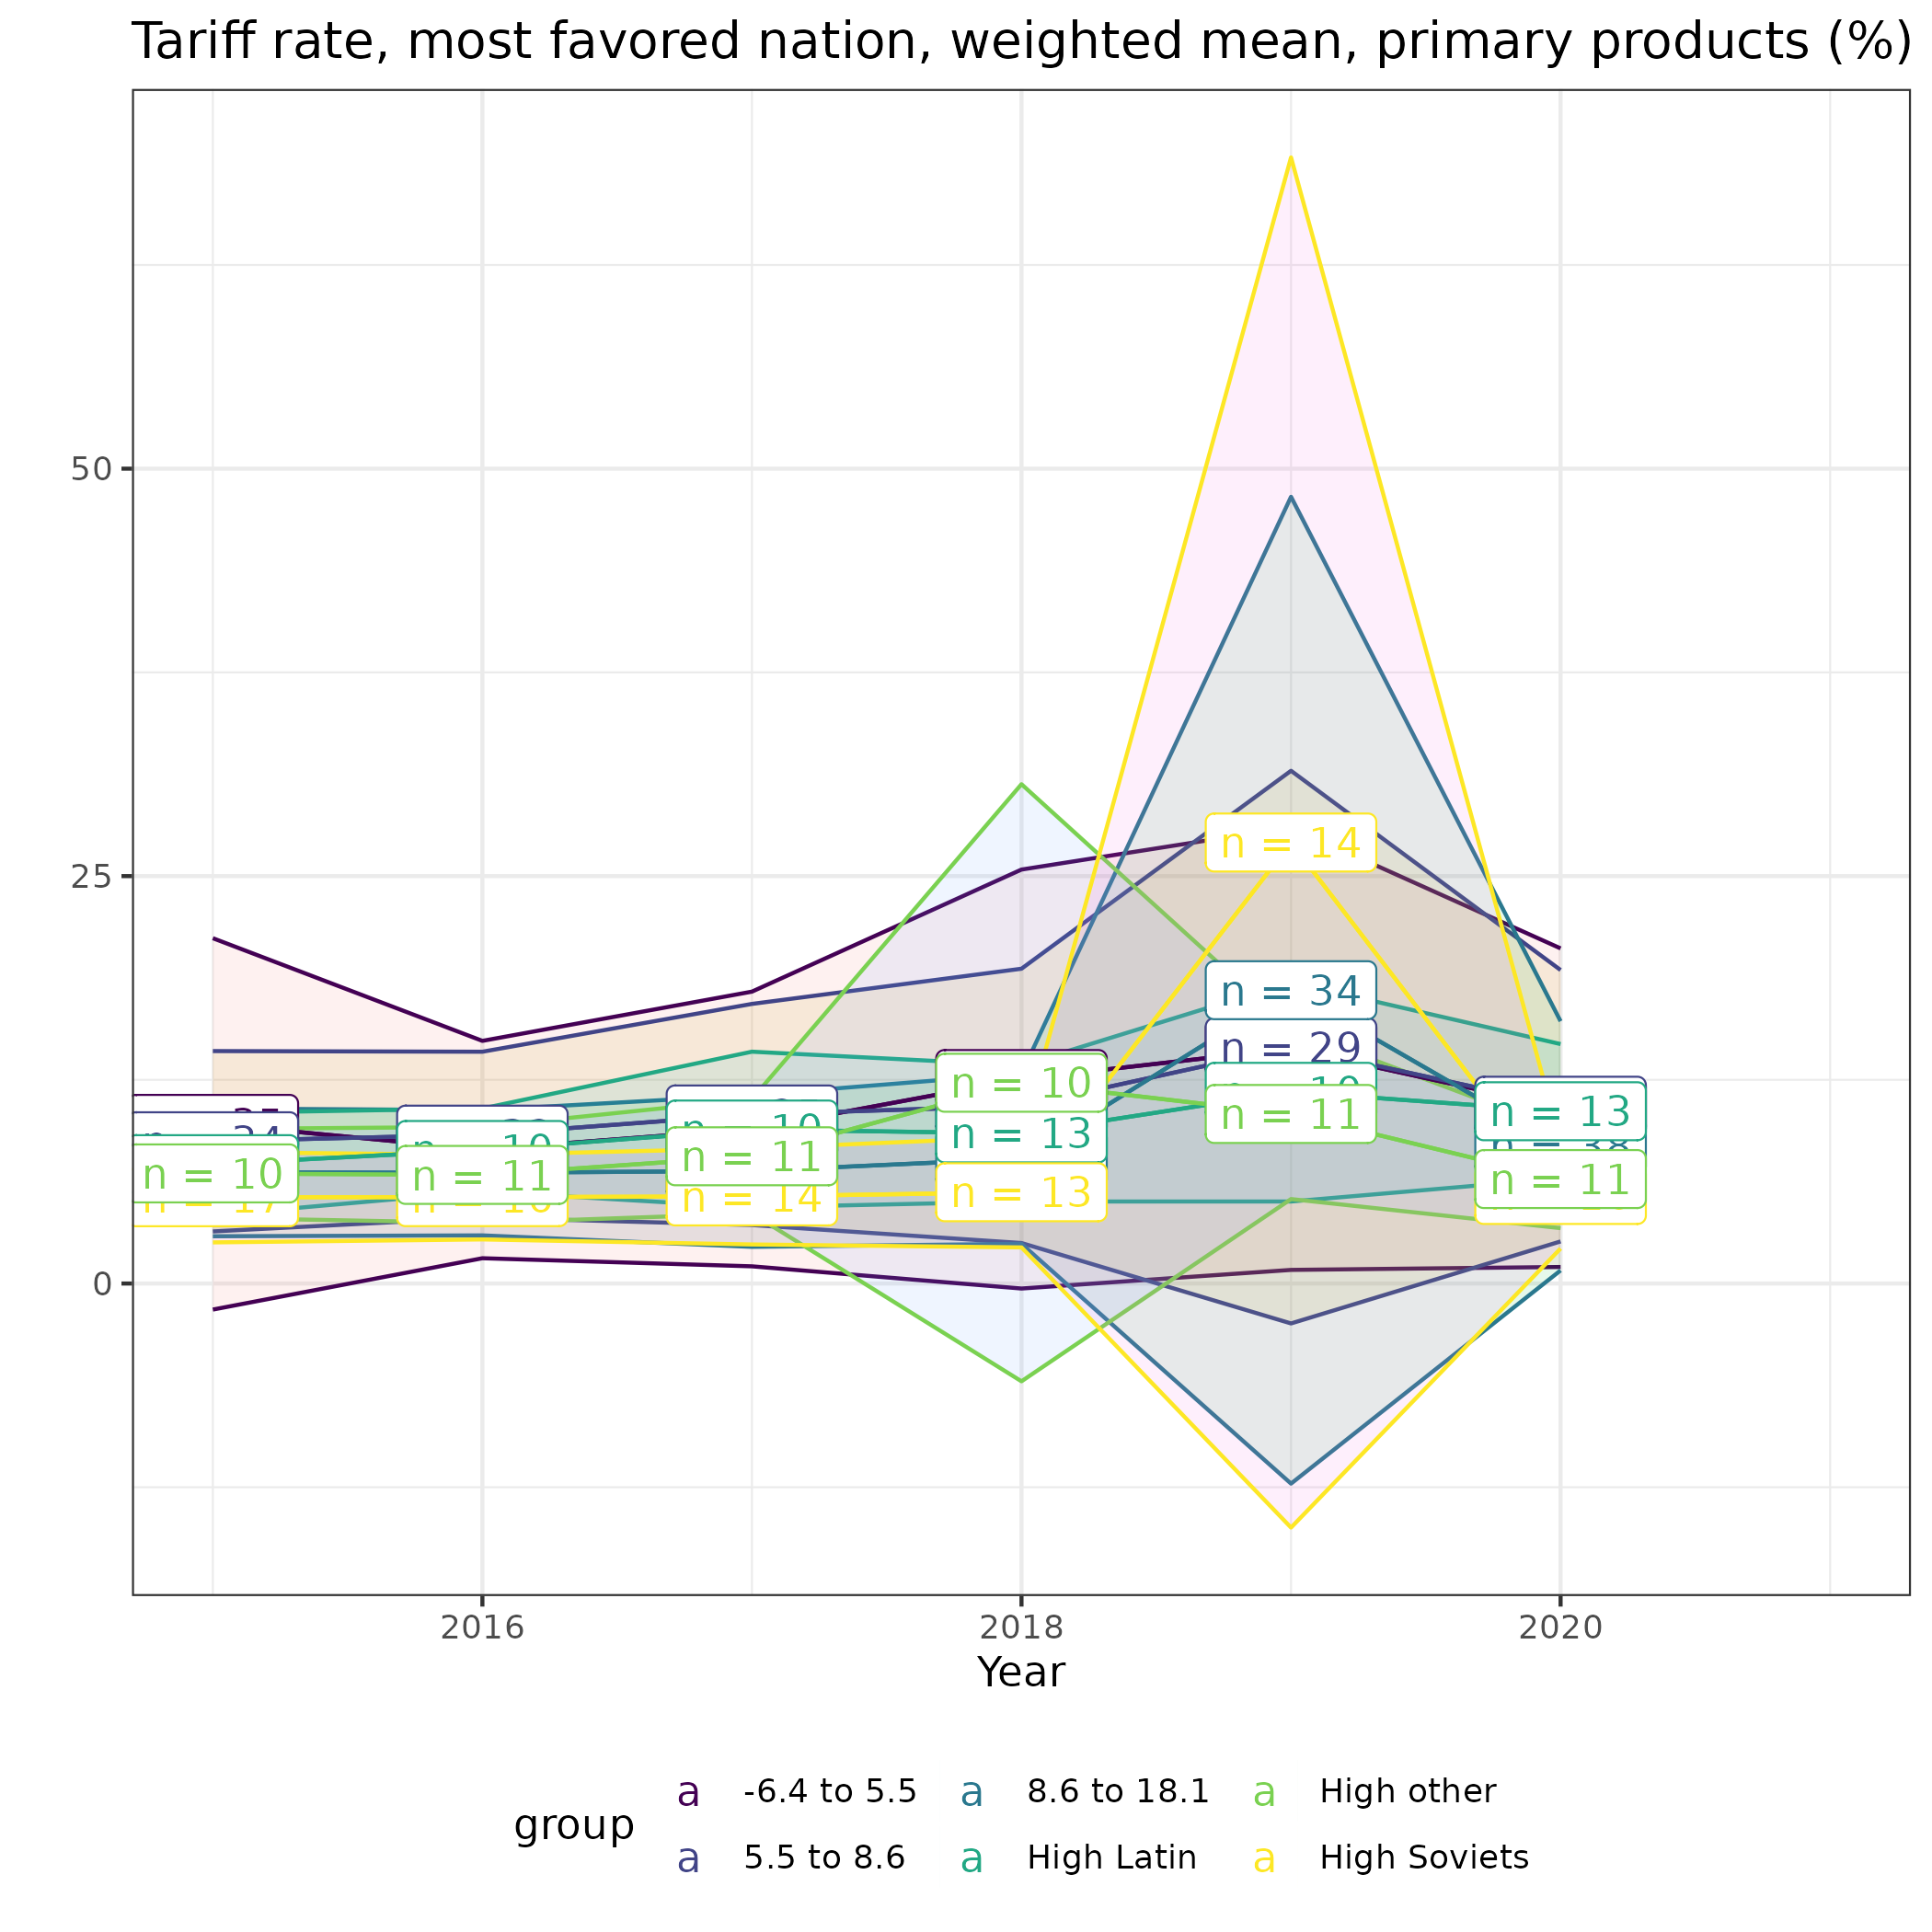 Tariff rate, most favored nation, weighted mean, primary products (%)
50
25
0
n = 14
n = 34
n = 29
n = 10
n = 11
n = 10
n = 13
n = 13
n = 10
n = 11
n = 11
n = 14
n = 13
n = 13
n = 11
2016
2018
2020
Year
group
a -6.4 to 5.5
a 8.6 to 18.1
a High other
a 5.5 to 8.6
a High Latin
a High Soviets